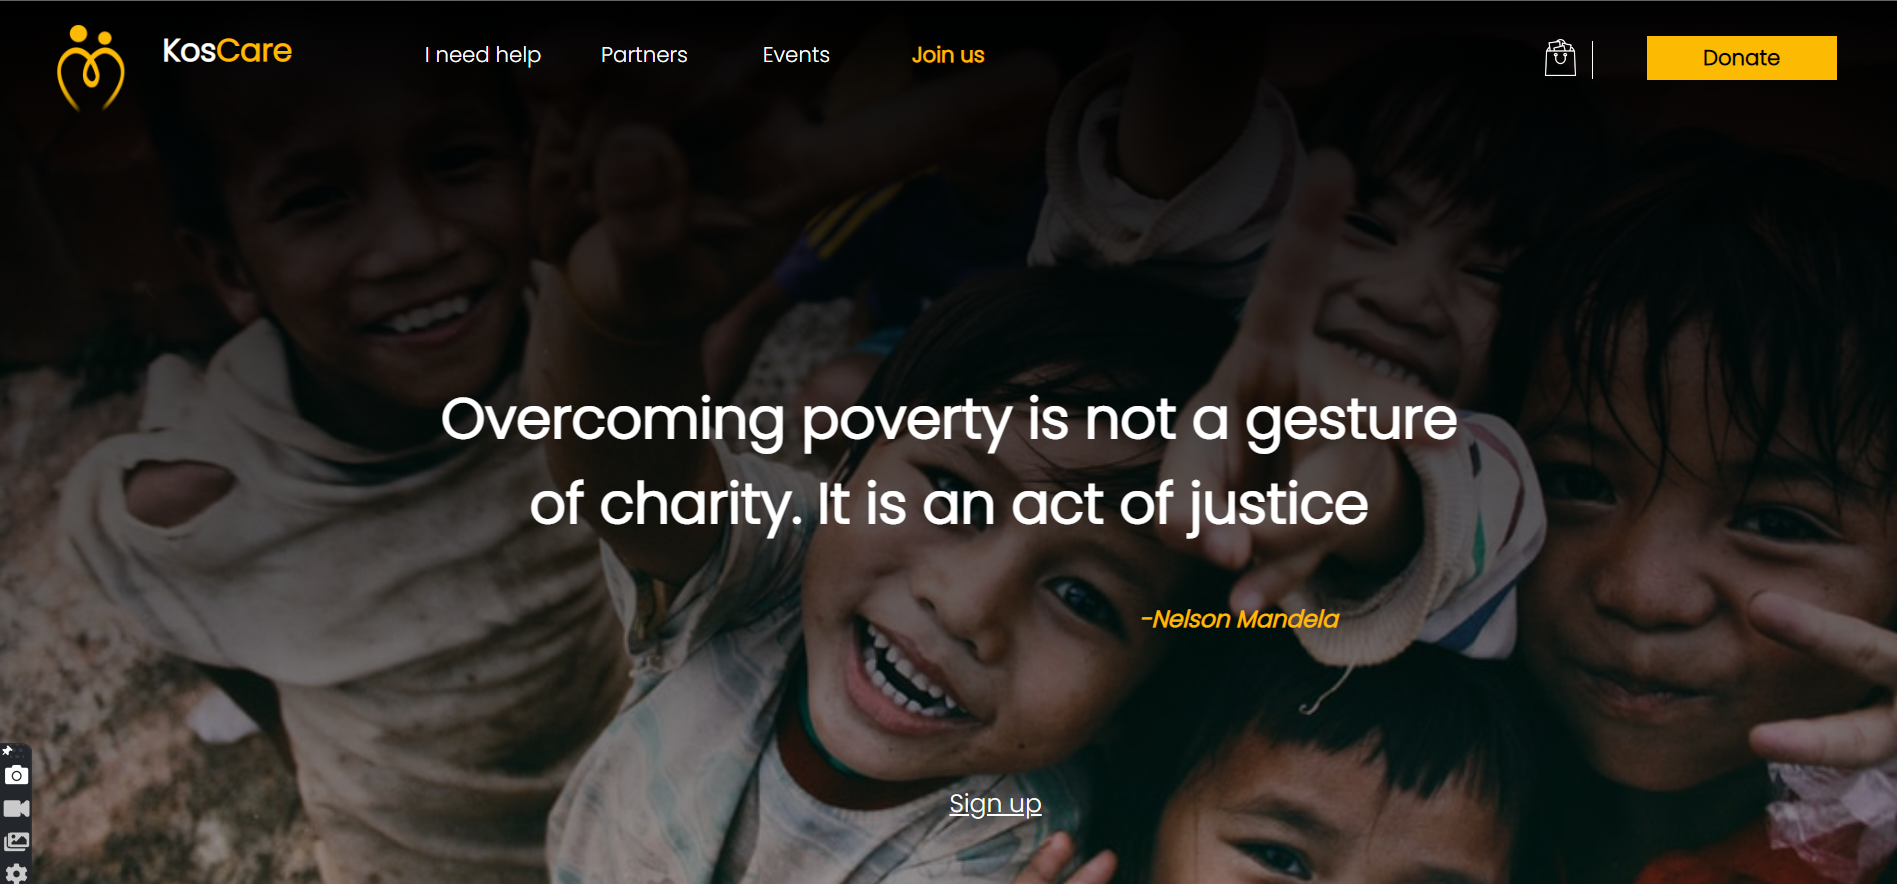 KosCare
I need help
Partners
Events
Join us
Donate
Overcoming poverty is not a gesture
of charity. It is an act of justice
-Nelson Mandela
Sign up